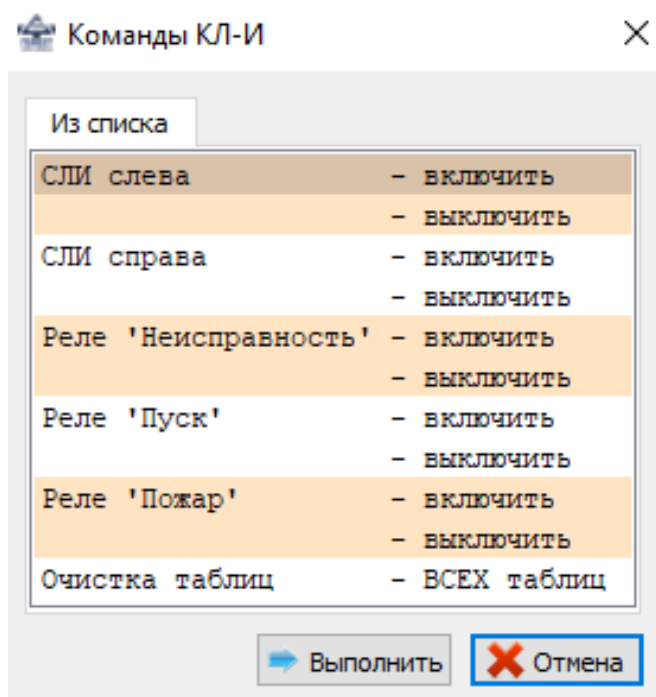 Команды КЛ-И
Из списка
СЛИ слева - включить
- выключить
СЛИ справа - включить
- выключить
Реле 'Неисправность' - включить
- выключить
Реле 'Пуск' - включить
- выключить
Реле 'Пожар' - включить
- выключить
Очистка таблиц - ВСЕХ таблиц
Выполнить Отмена